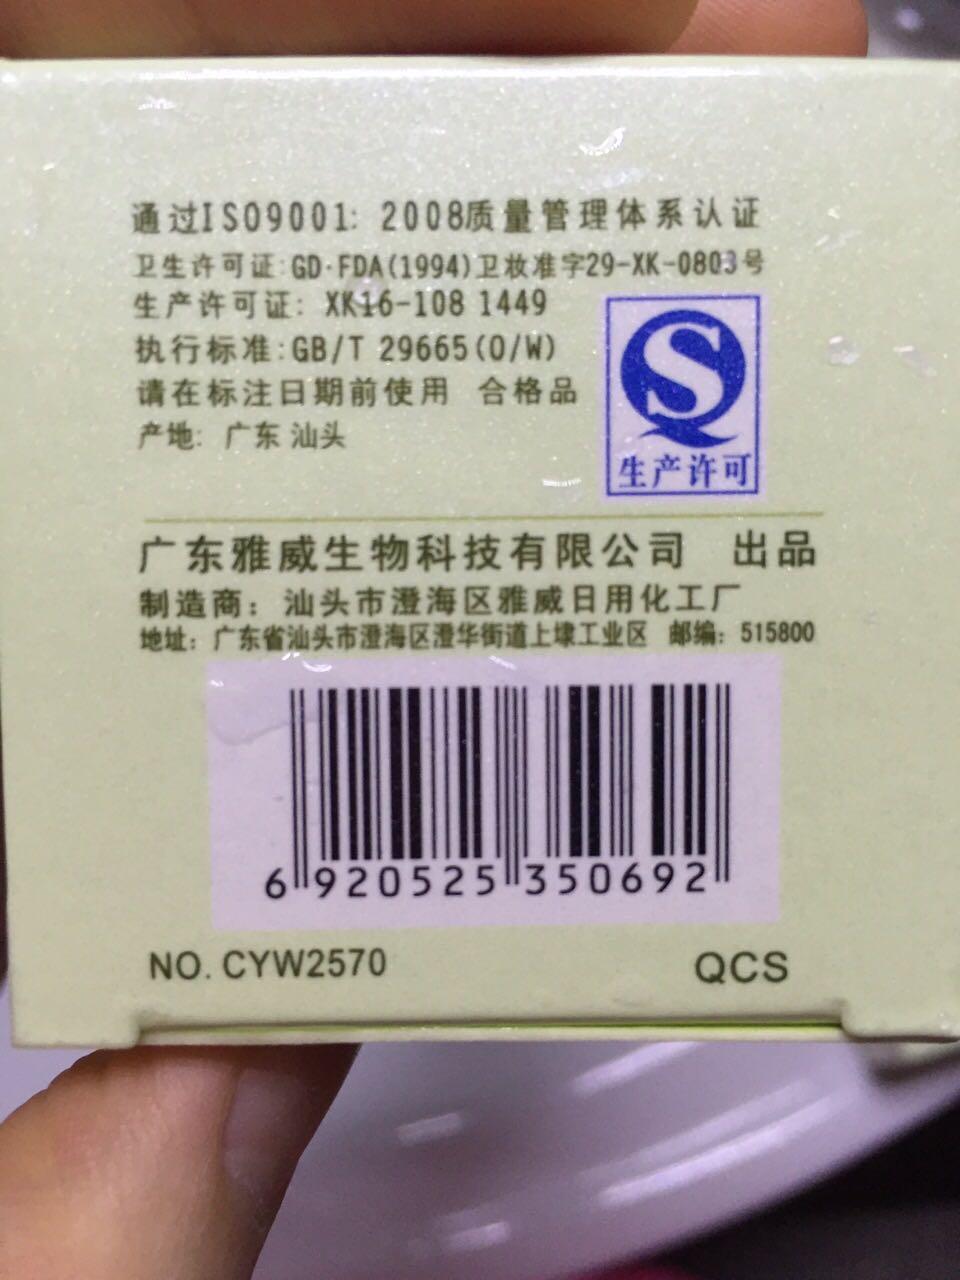 通过ISO9001: 2008质量管理体系认证
卫生许可证:GD·FDA(1994)卫妆准字29-XK-0803号
生产许可证: XK16-108 1449
执行标准:GB/T 29665(O/W)
请在标注日期前使用 合格品
产地: 广东 汕头
S
生产许可
广东雅威生物科技有限公司 出品
制造商: 汕头市澄海区雅威日用化工厂
地址: 广东省汕头市澄海区澄华街道上埭工业区 邮编: 515800
6 920525 350692
NO. CYW2570 QCS